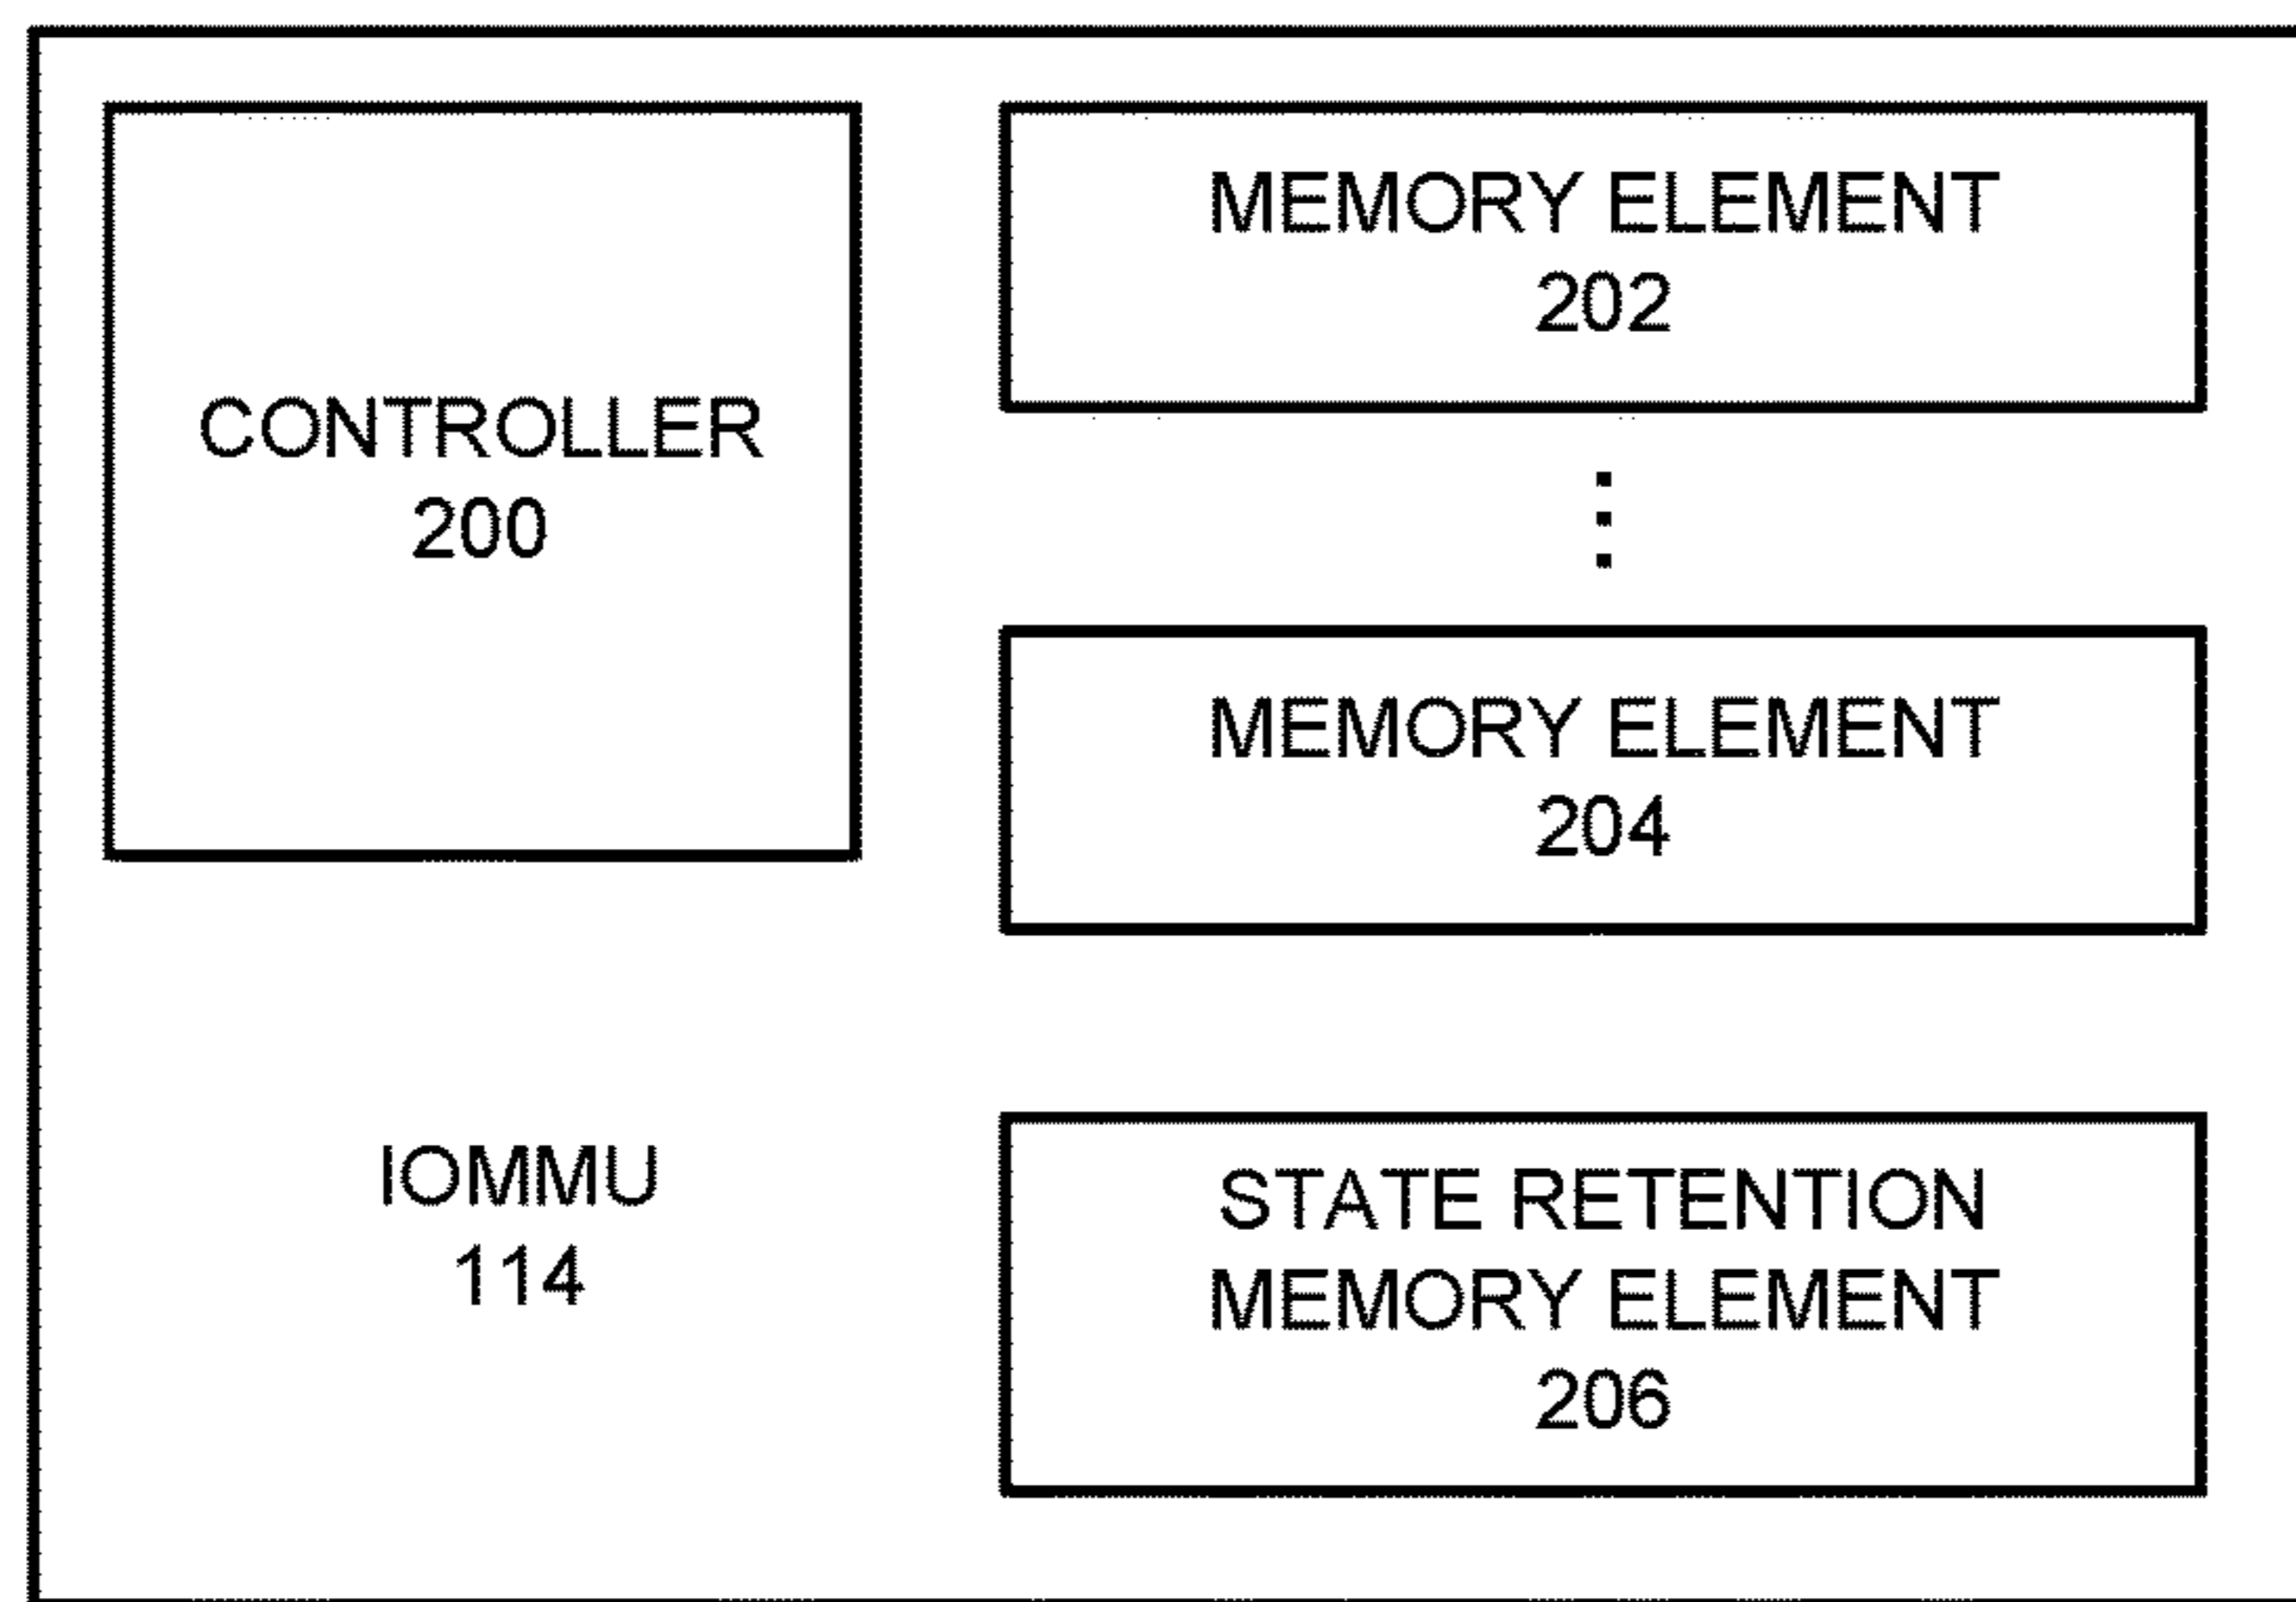 CONTROLLER
200
MEMORY ELEMENT
202
MEMORY ELEMENT
204
IOMMU
114
STATE RETENTION
MEMORY ELEMENT
206